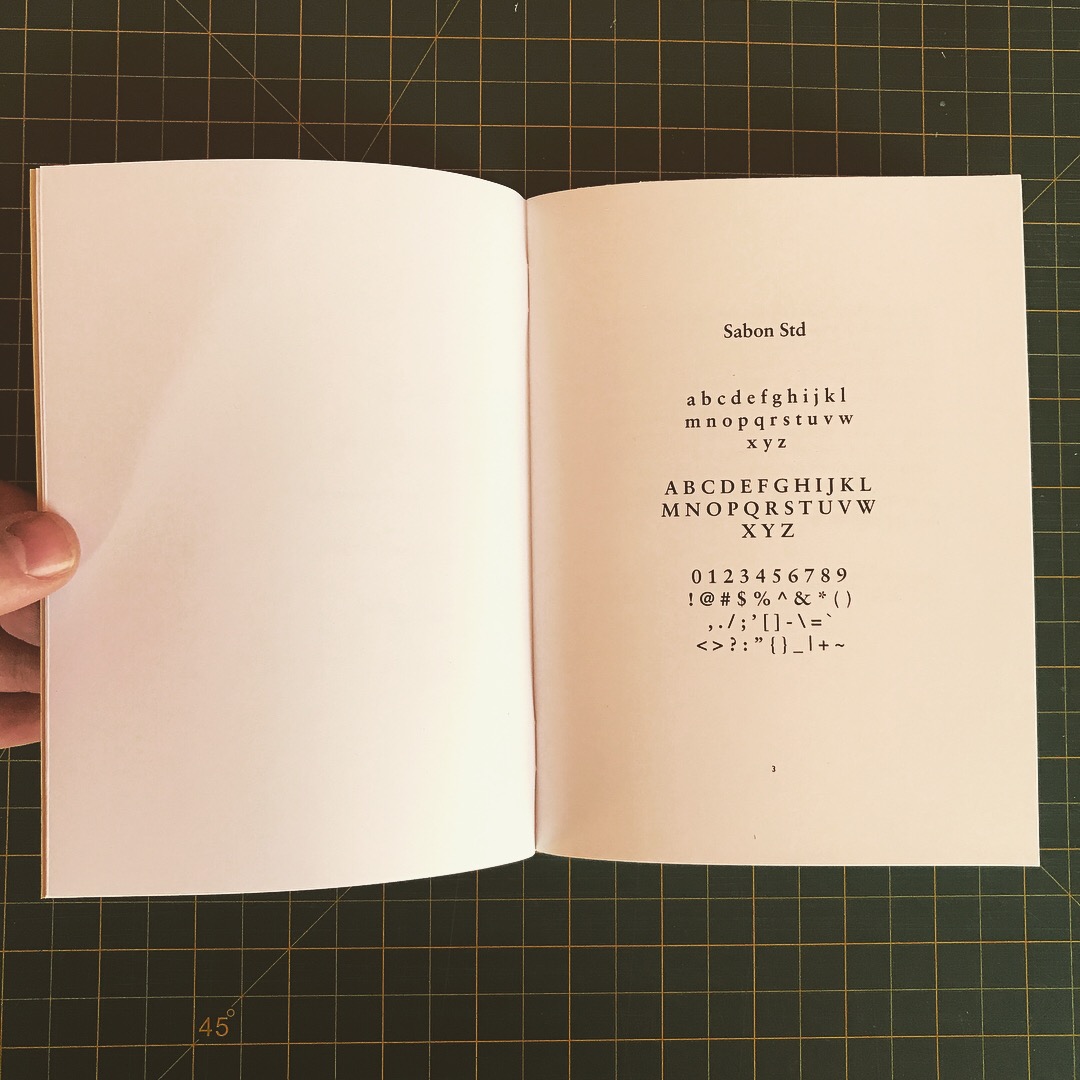 Sabon Std
a b c d e f g h i j k l
m n o p q r s t u v w
x y z
A B C D E F G H I J K L
M N O P Q R S T U V W
X Y Z
0 1 2 3 4 5 6 7 8 9
! @ # $ % ^ & * ( )
, . / ; ’ [ ] - \ = `
< > ? : ” { } _ | + ~
3
45°